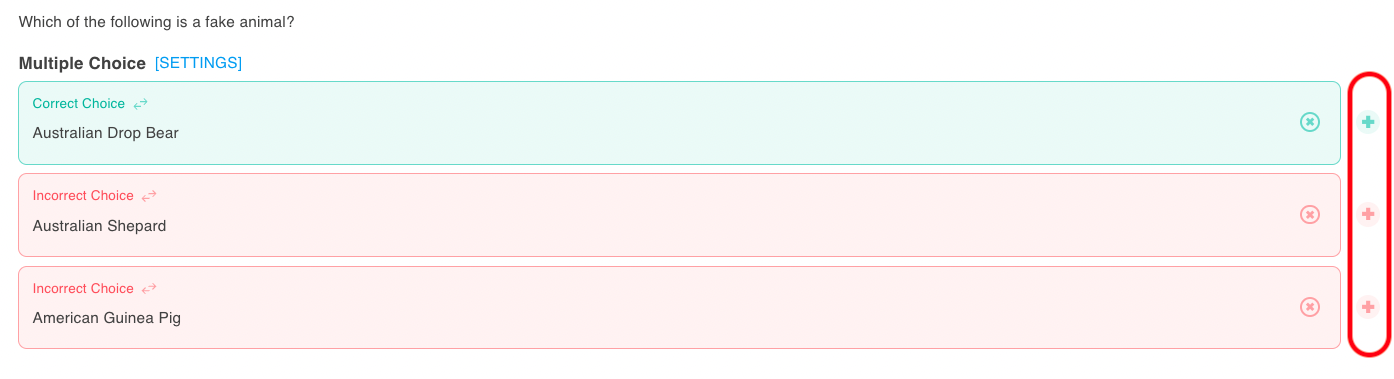 Which of the following is a fake animal?
Multiple Choice [SETTINGS]
Correct Choice
Australian Drop Bear
Incorrect Choice
Australian Shepard
Incorrect Choice
American Guinea Pig